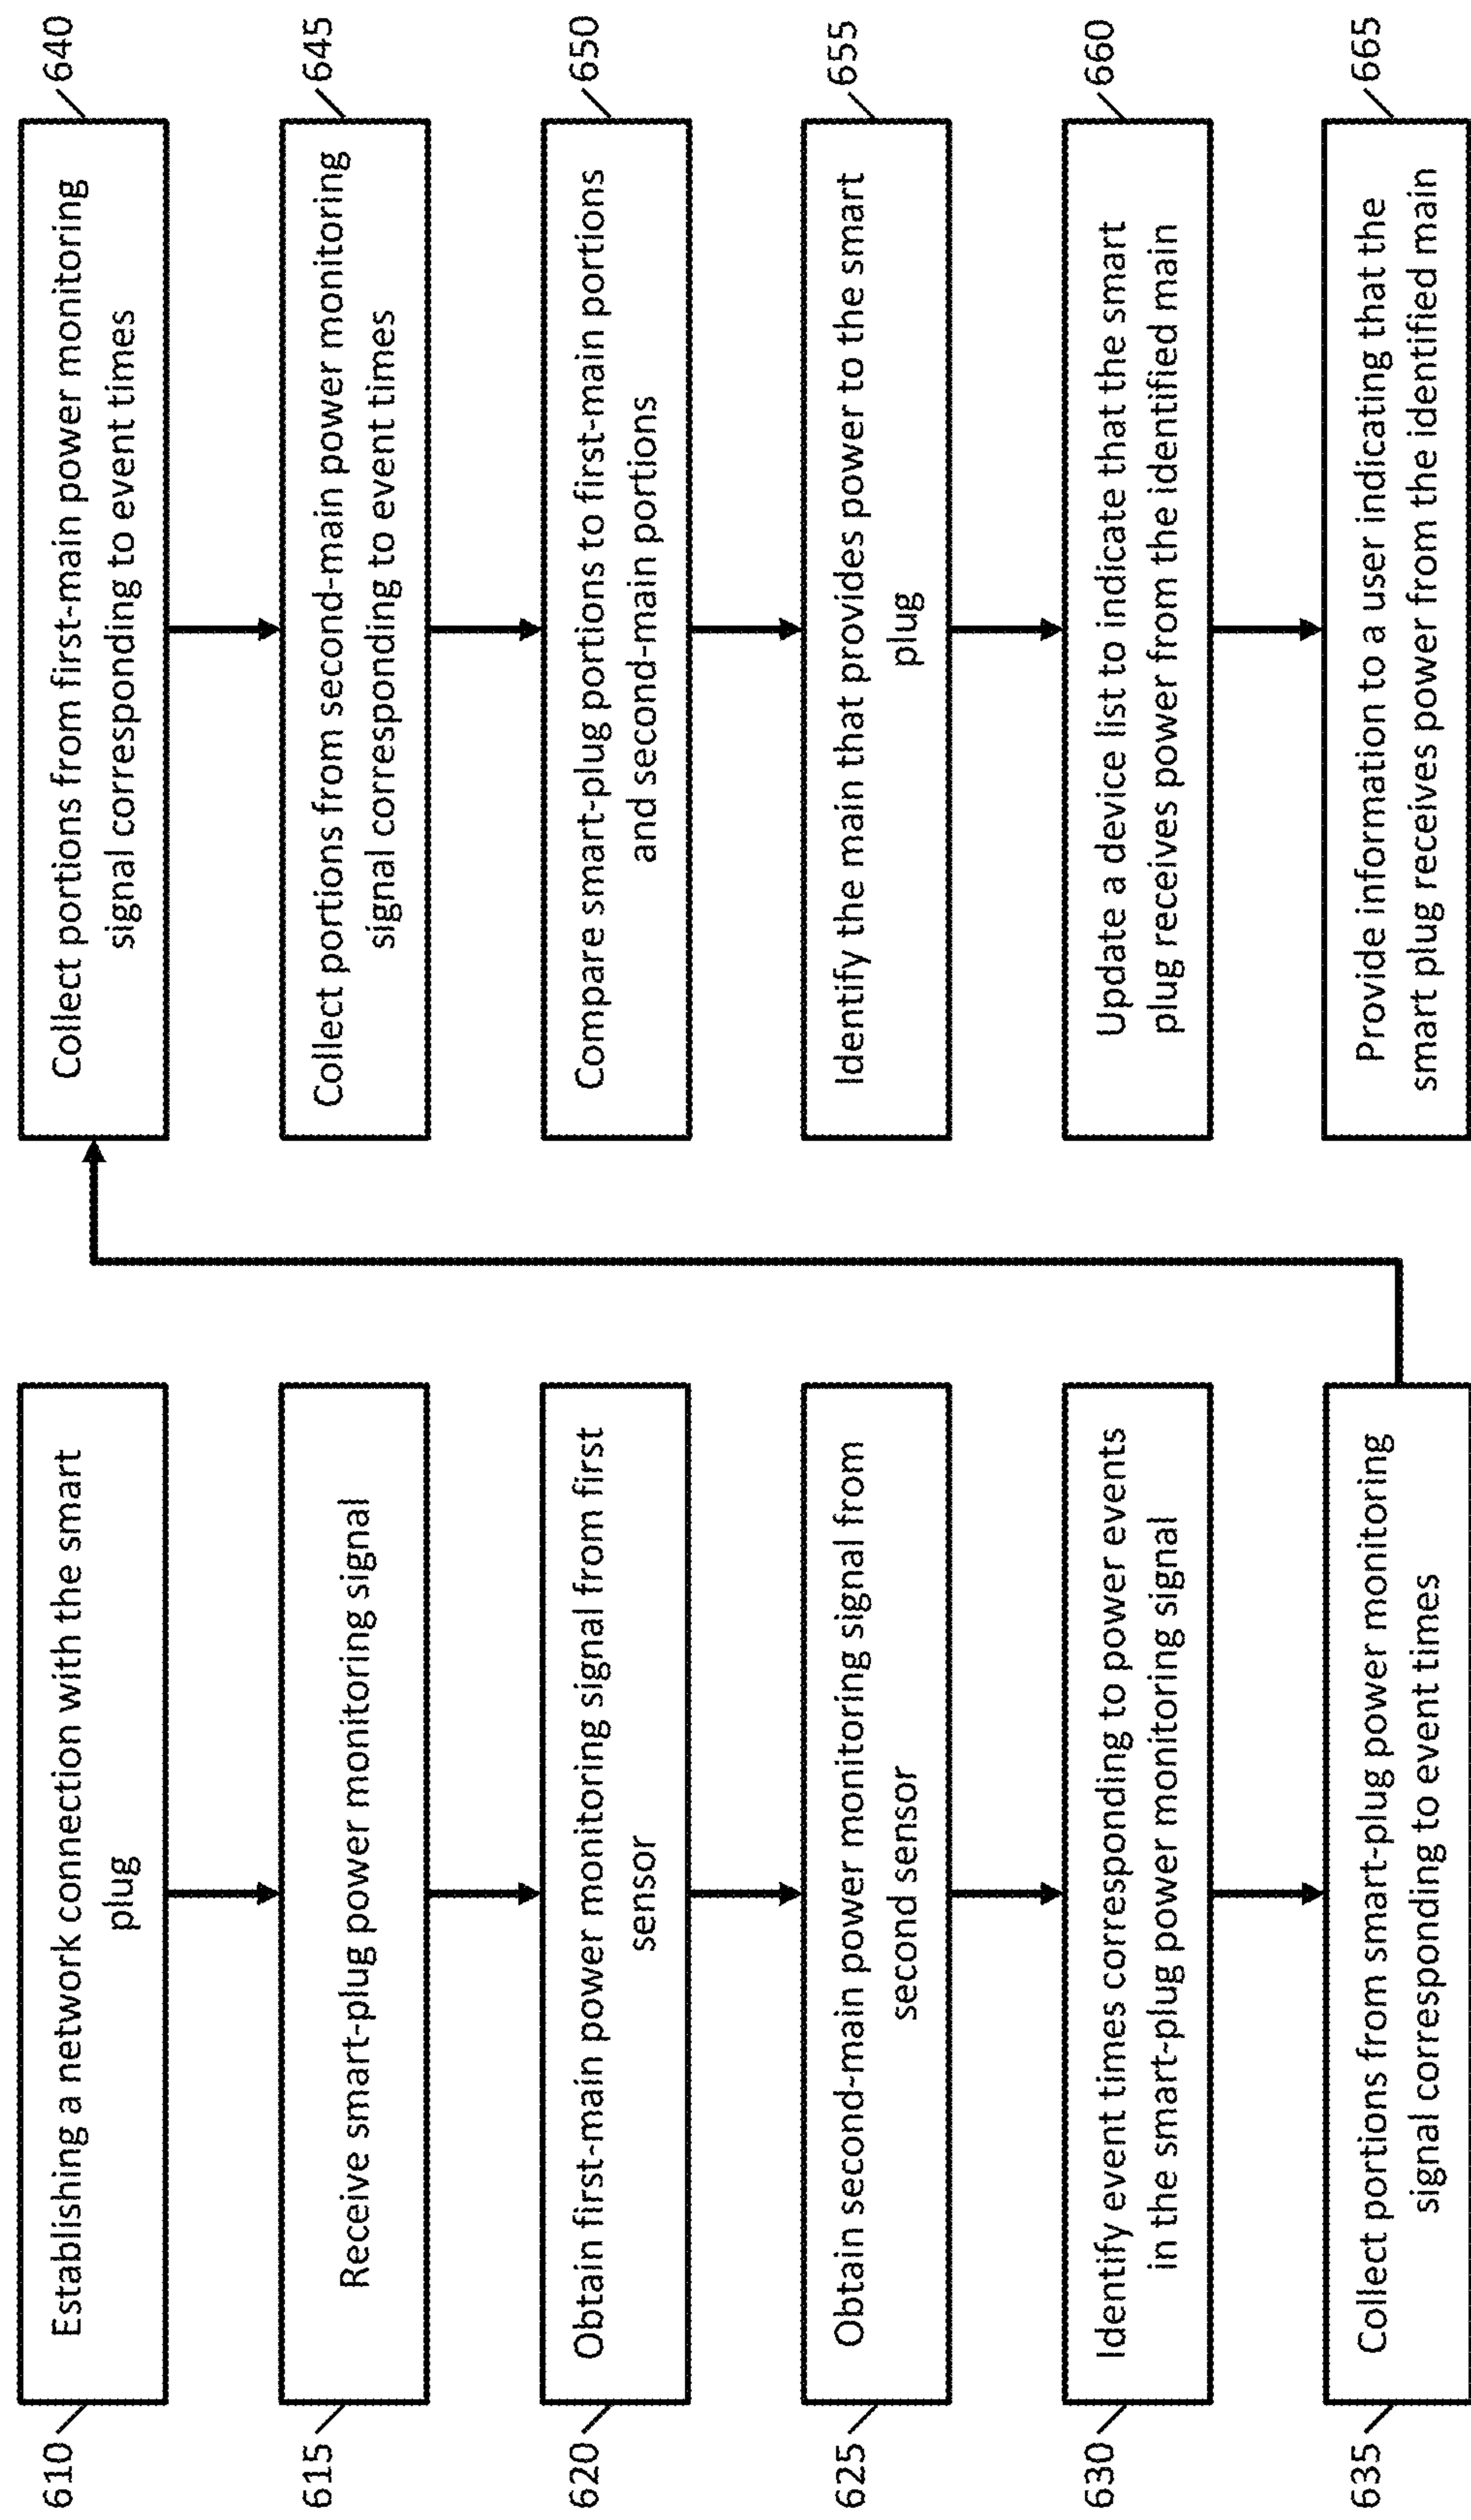 610
Establishing a network connection with the smart
plug
615
Receive smart-plug power monitoring signal
620
Obtain first-main power monitoring signal from first
sensor
625
Obtain second-main power monitoring signal from
second sensor
630
Identify event times corresponding to power events
in the smart-plug power monitoring signal
635
Collect portions from smart-plug power monitoring
signal corresponding to event times
640
Collect portions from first-main power monitoring
signal corresponding to event times
645
Collect portions from second-main power monitoring
signal corresponding to event times
650
Compare smart-plug portions to first-main portions
and second-main portions
655
Identify the main that provides power to the smart
plug
660
Update a device list to indicate that the smart
plug receives power from the identified main
665
Provide information to a user indicating that the
smart plug receives power from the identified main